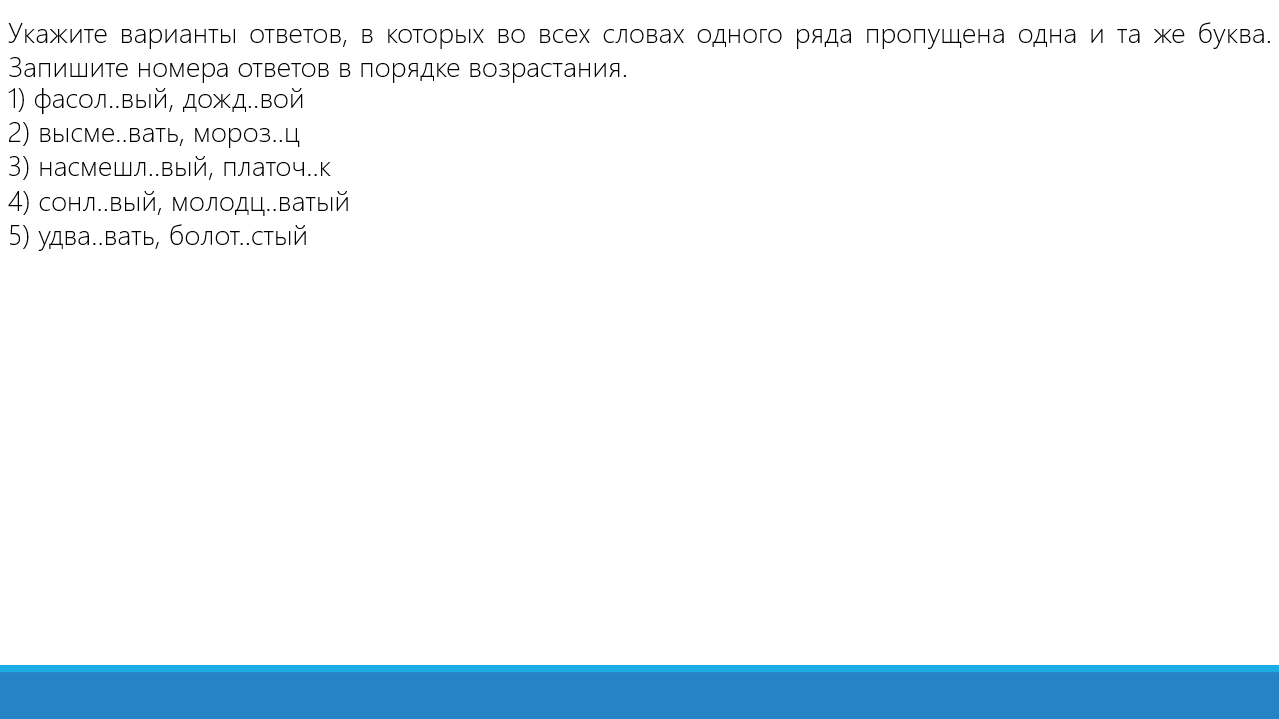 Укажите варианты ответов, в которых во всех словах одного ряда пропущена одна и та же буква.
Запишите номера ответов в порядке возрастания.
1) фасол..вый, дожд..вой
2) высме..вать, мороз..ц
3) насмешл..вый, платоч..к
4) сонл..вый, молодц..ватый
5) удва..вать, болот..стый